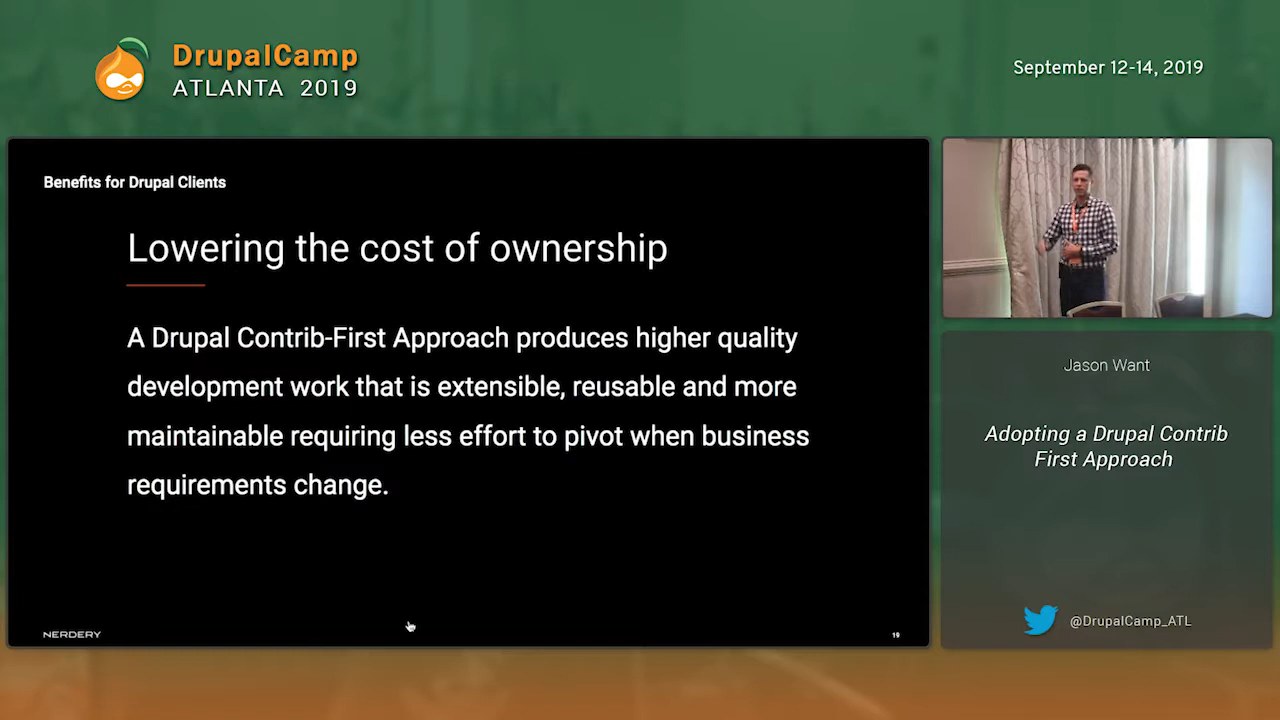 DrupalCamp
ATLANTA 2019
September 12-14, 2019
Benefits for Drupal Clients
Lowering the cost of ownership
A Drupal Contrib-First Approach produces higher quality
development work that is extensible, reusable and more
maintainable requiring less effort to pivot when business
requirements change.
NERDERY
19
Jason Want
Adopting a Drupal Contrib
First Approach
@DrupalCamp_ATL